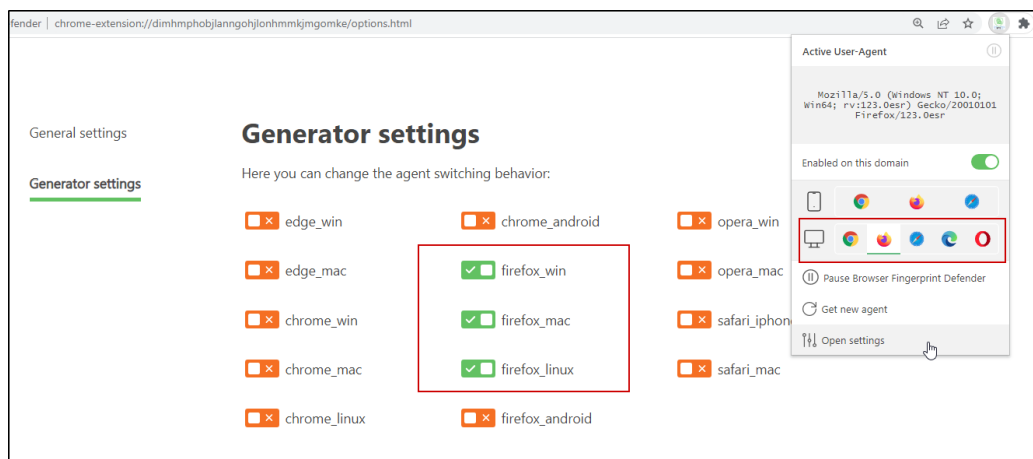 fender | chrome-extension://dimhmphobjlanngohjlonhmmkjmgomke/options.html
General settings
Generator settings
Generator settings
Here you can change the agent switching behavior:
edge_win
chrome_android
opera_win
edge_mac
firefox_win
opera_mac
chrome_win
firefox_mac
safari_iphon
chrome_mac
firefox_linux
safari_mac
chrome_linux
firefox_android
Active User-Agent
Mozilla/5.0 (Windows NT 10.0;
Win64; rv:123.0esr) Gecko/20010101
Firefox/123.0esr
Enabled on this domain
Pause Browser Fingerprint Defender
Get new agent
Open settings